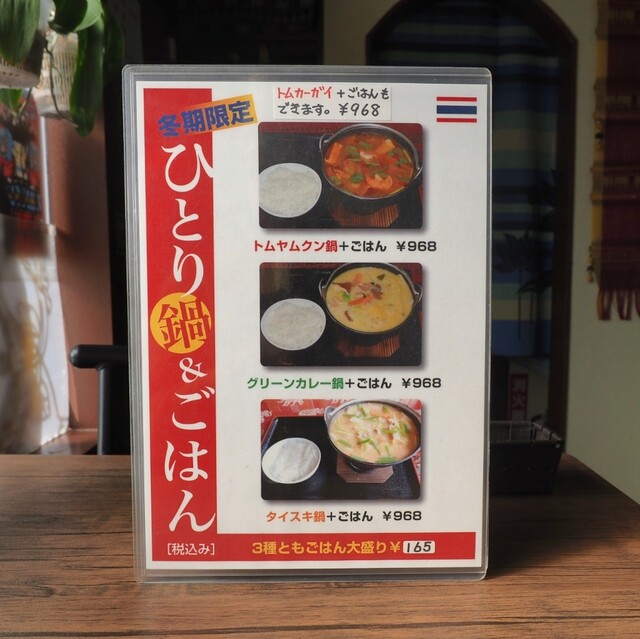 トムカーガイ+ごはんも
できます。¥968
冬期限定
ひとり鍋&ごはん
トムヤムクン鍋+ごはん ¥968
グリーンカレー鍋+ごはん ¥968
タイスキ鍋+ごはん ¥968
[税込み]
3種ともごはん大盛り¥165